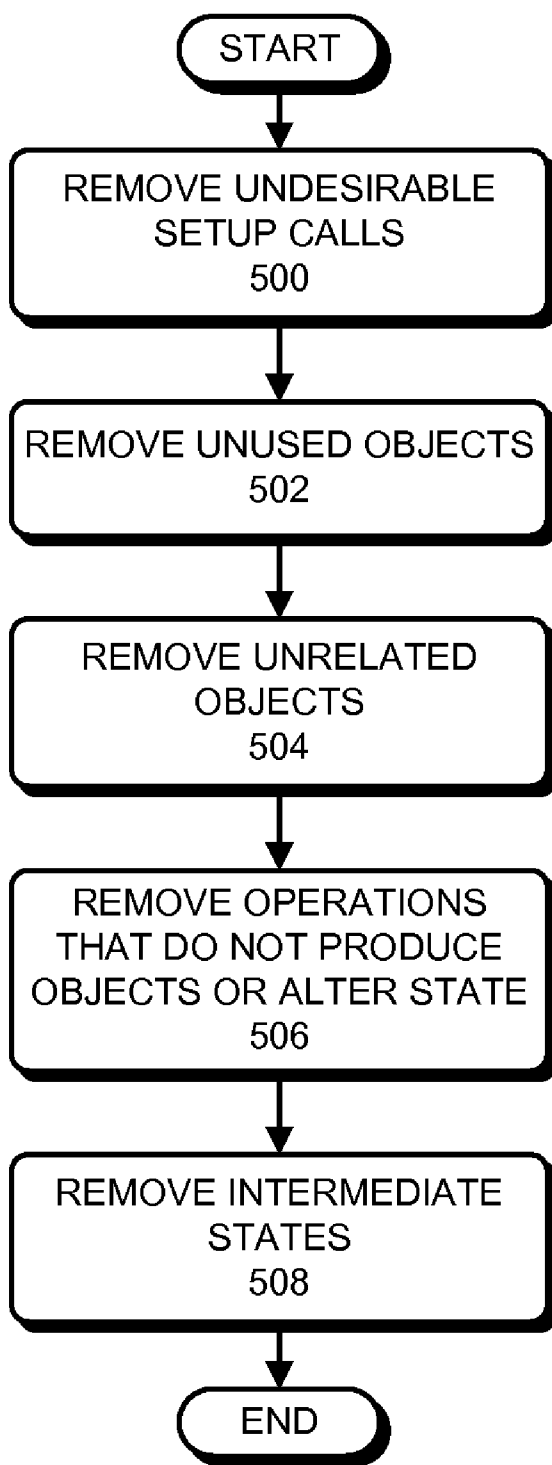 START
REMOVE UNDESIRABLE
SETUP CALLS
500
REMOVE UNUSED OBJECTS
502
REMOVE UNRELATED
OBJECTS
504
REMOVE OPERATIONS
THAT DO NOT PRODUCE
OBJECTS OR ALTER STATE
506
REMOVE INTERMEDIATE
STATES
508
END